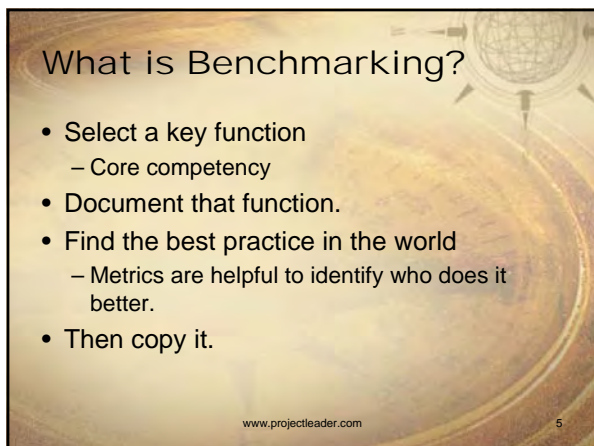 What is Benchmarking?
• Select a key function
– Core competency
• Document that function.
• Find the best practice in the world
– Metrics are helpful to identify who does it
better.
• Then copy it.
www.projectleader.com 5